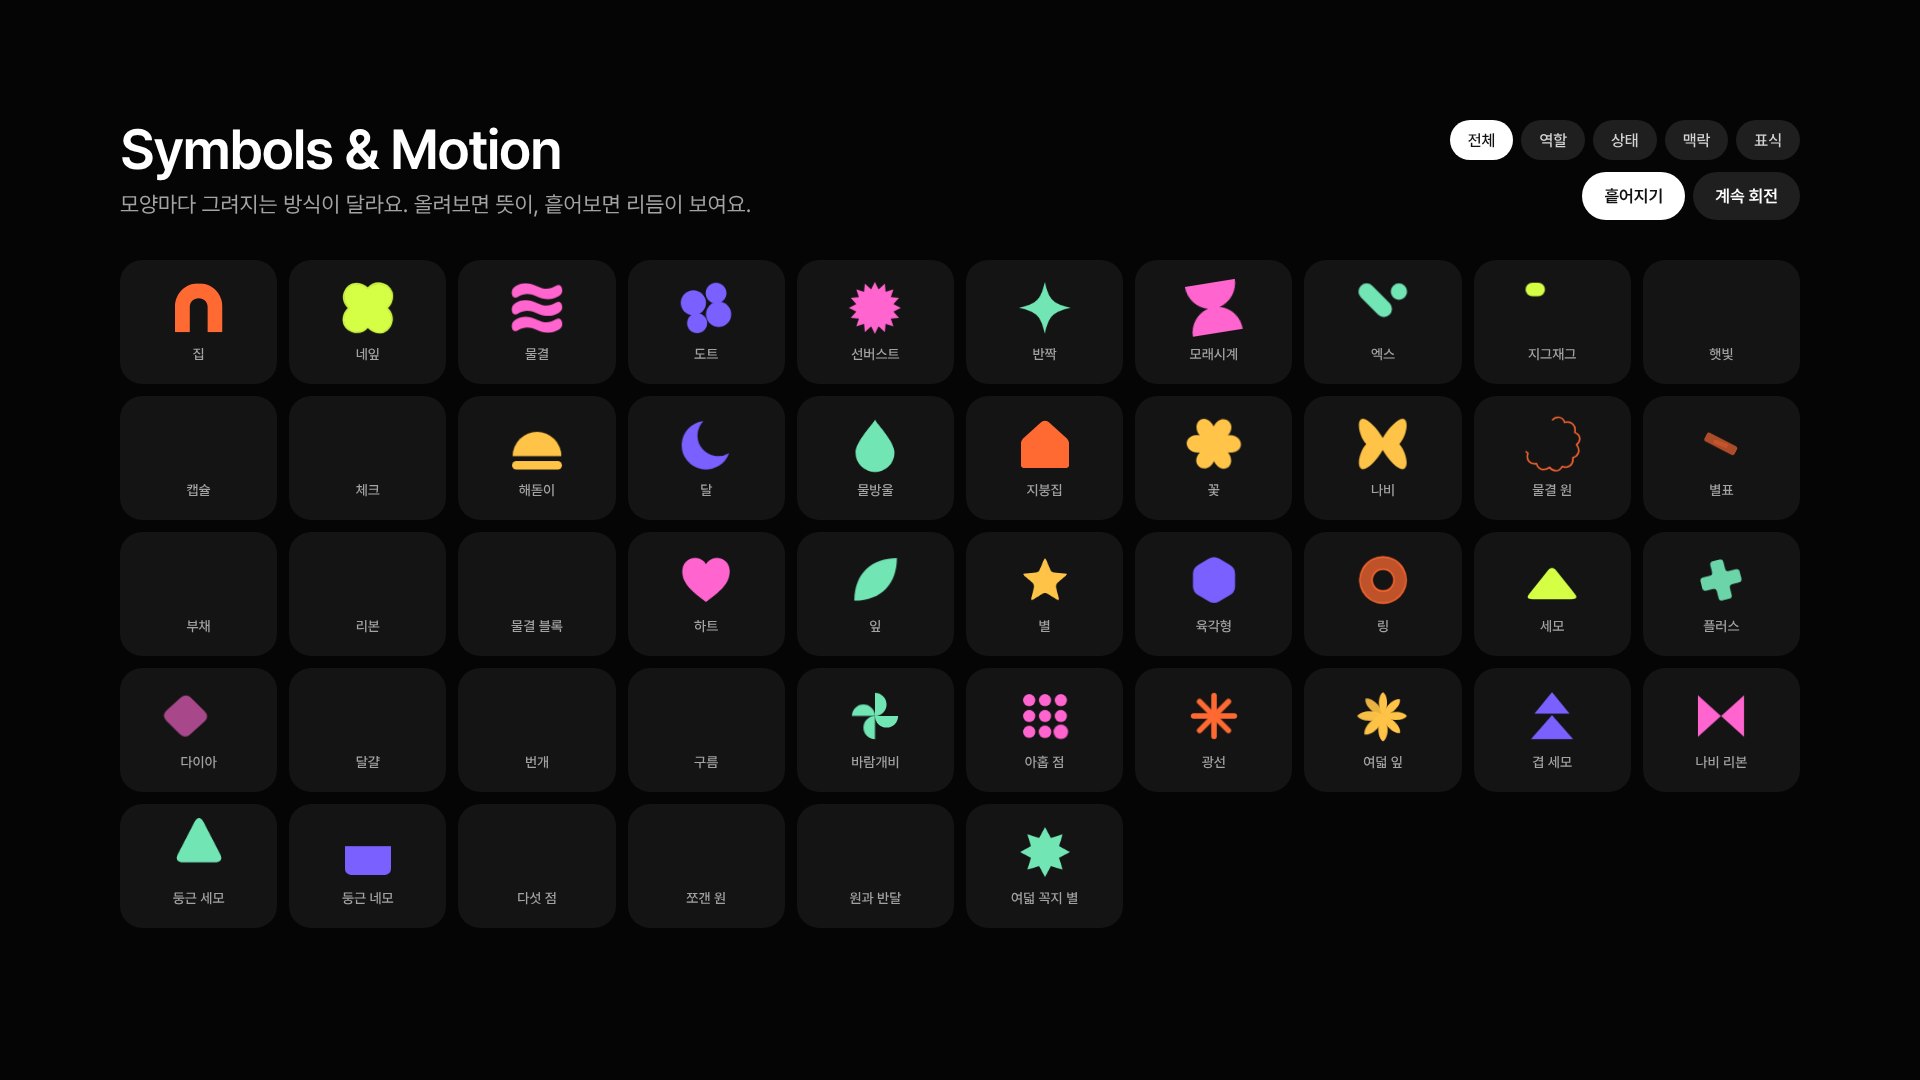 Symbols & Motion
모양마다 그려지는 방식이 달라요. 올려보면 뜻이, 흩어보면 리듬이 보여요.
전체 역할 상태 맥락 표식
흩어지기 계속 회전
집 네잎 물결 도트 선버스트 반짝 모래시계 엑스 지그재그 햇빛
캡슐 체크 해돋이 달 물방울 지붕집 꽃 나비 물결 원 별표
부채 리본 물결 블록 하트 잎 별 육각형 링 세모 플러스
다이아 달걀 번개 구름 바람개비 아홉 점 광선 여덟 잎 겹 세모 나비 리본
둥근 세모 둥근 네모 다섯 점 쪼갠 원 원과 반달 여덟 꼭지 별